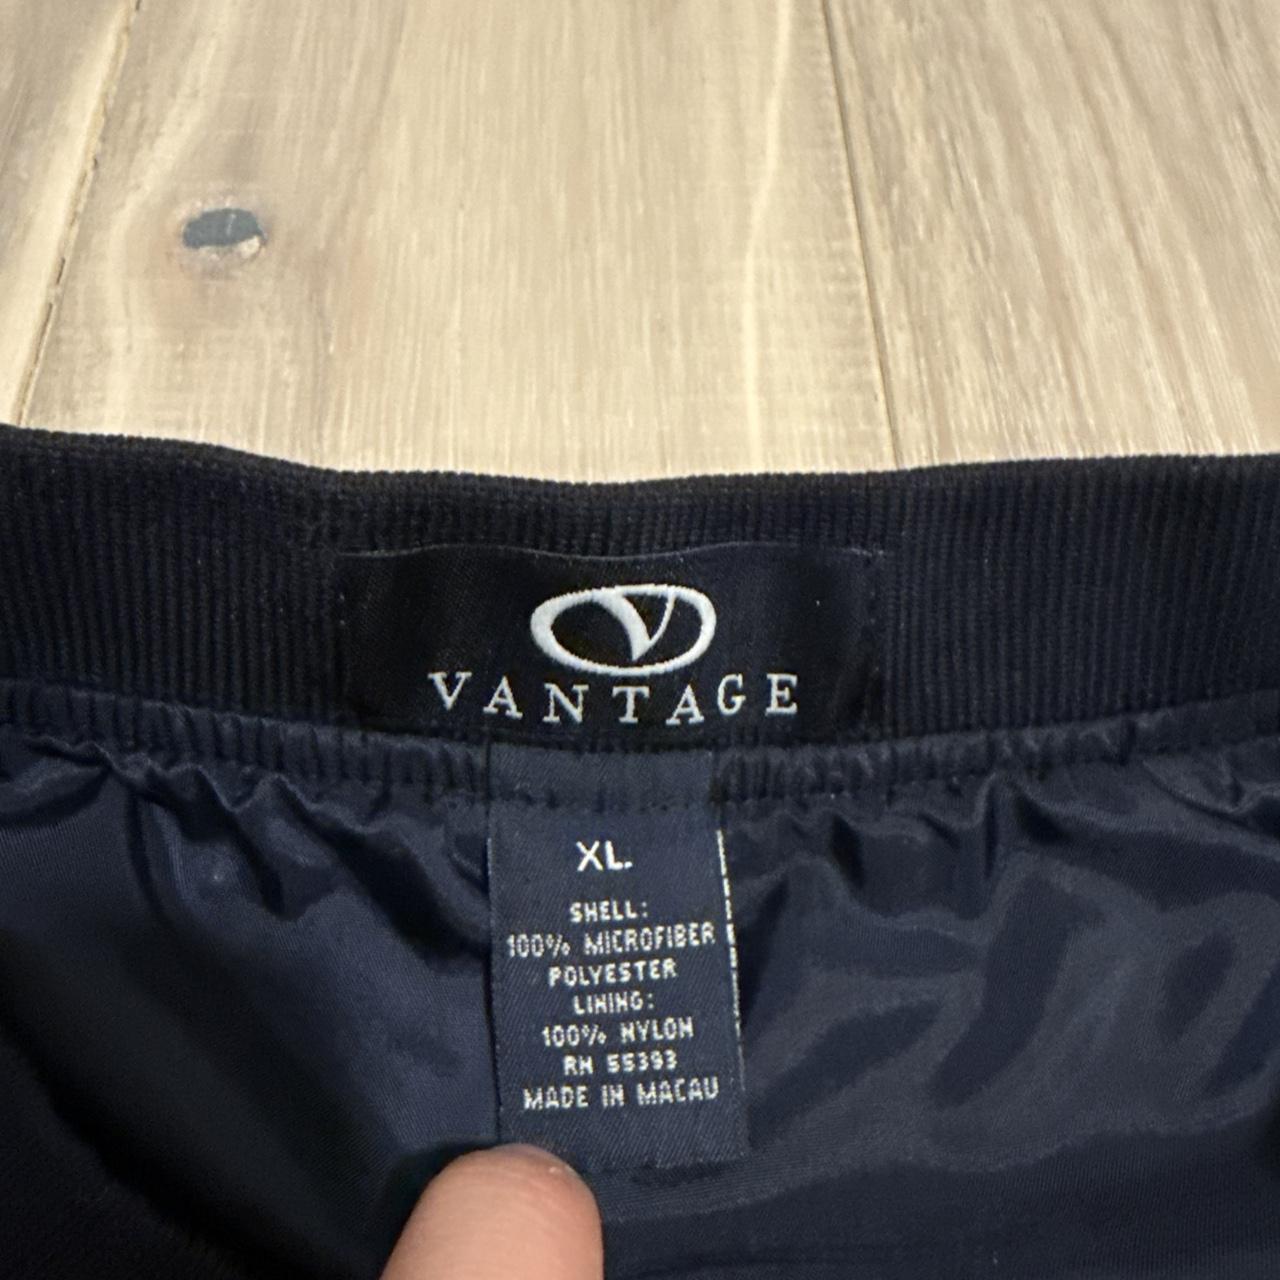 V
VANTAGE
XL.
SHELL:
100% MICROFIBER
POLYESTER
LINING:
100% NYLON
RN 55393
MADE IN MACAU